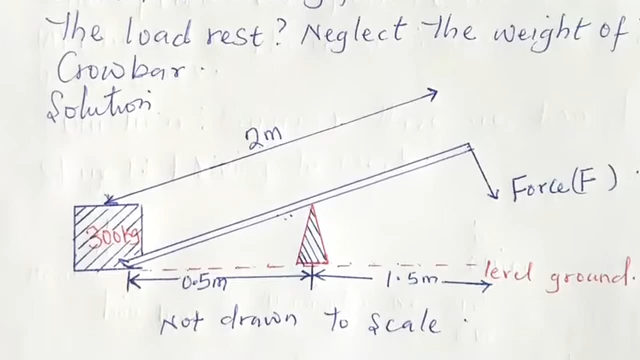 The load rest? Neglect The weight of
Crowbar.
Solution
2m
Force(F)
300kg
level ground.
0.5m
1.5m
Not drawn To Scale